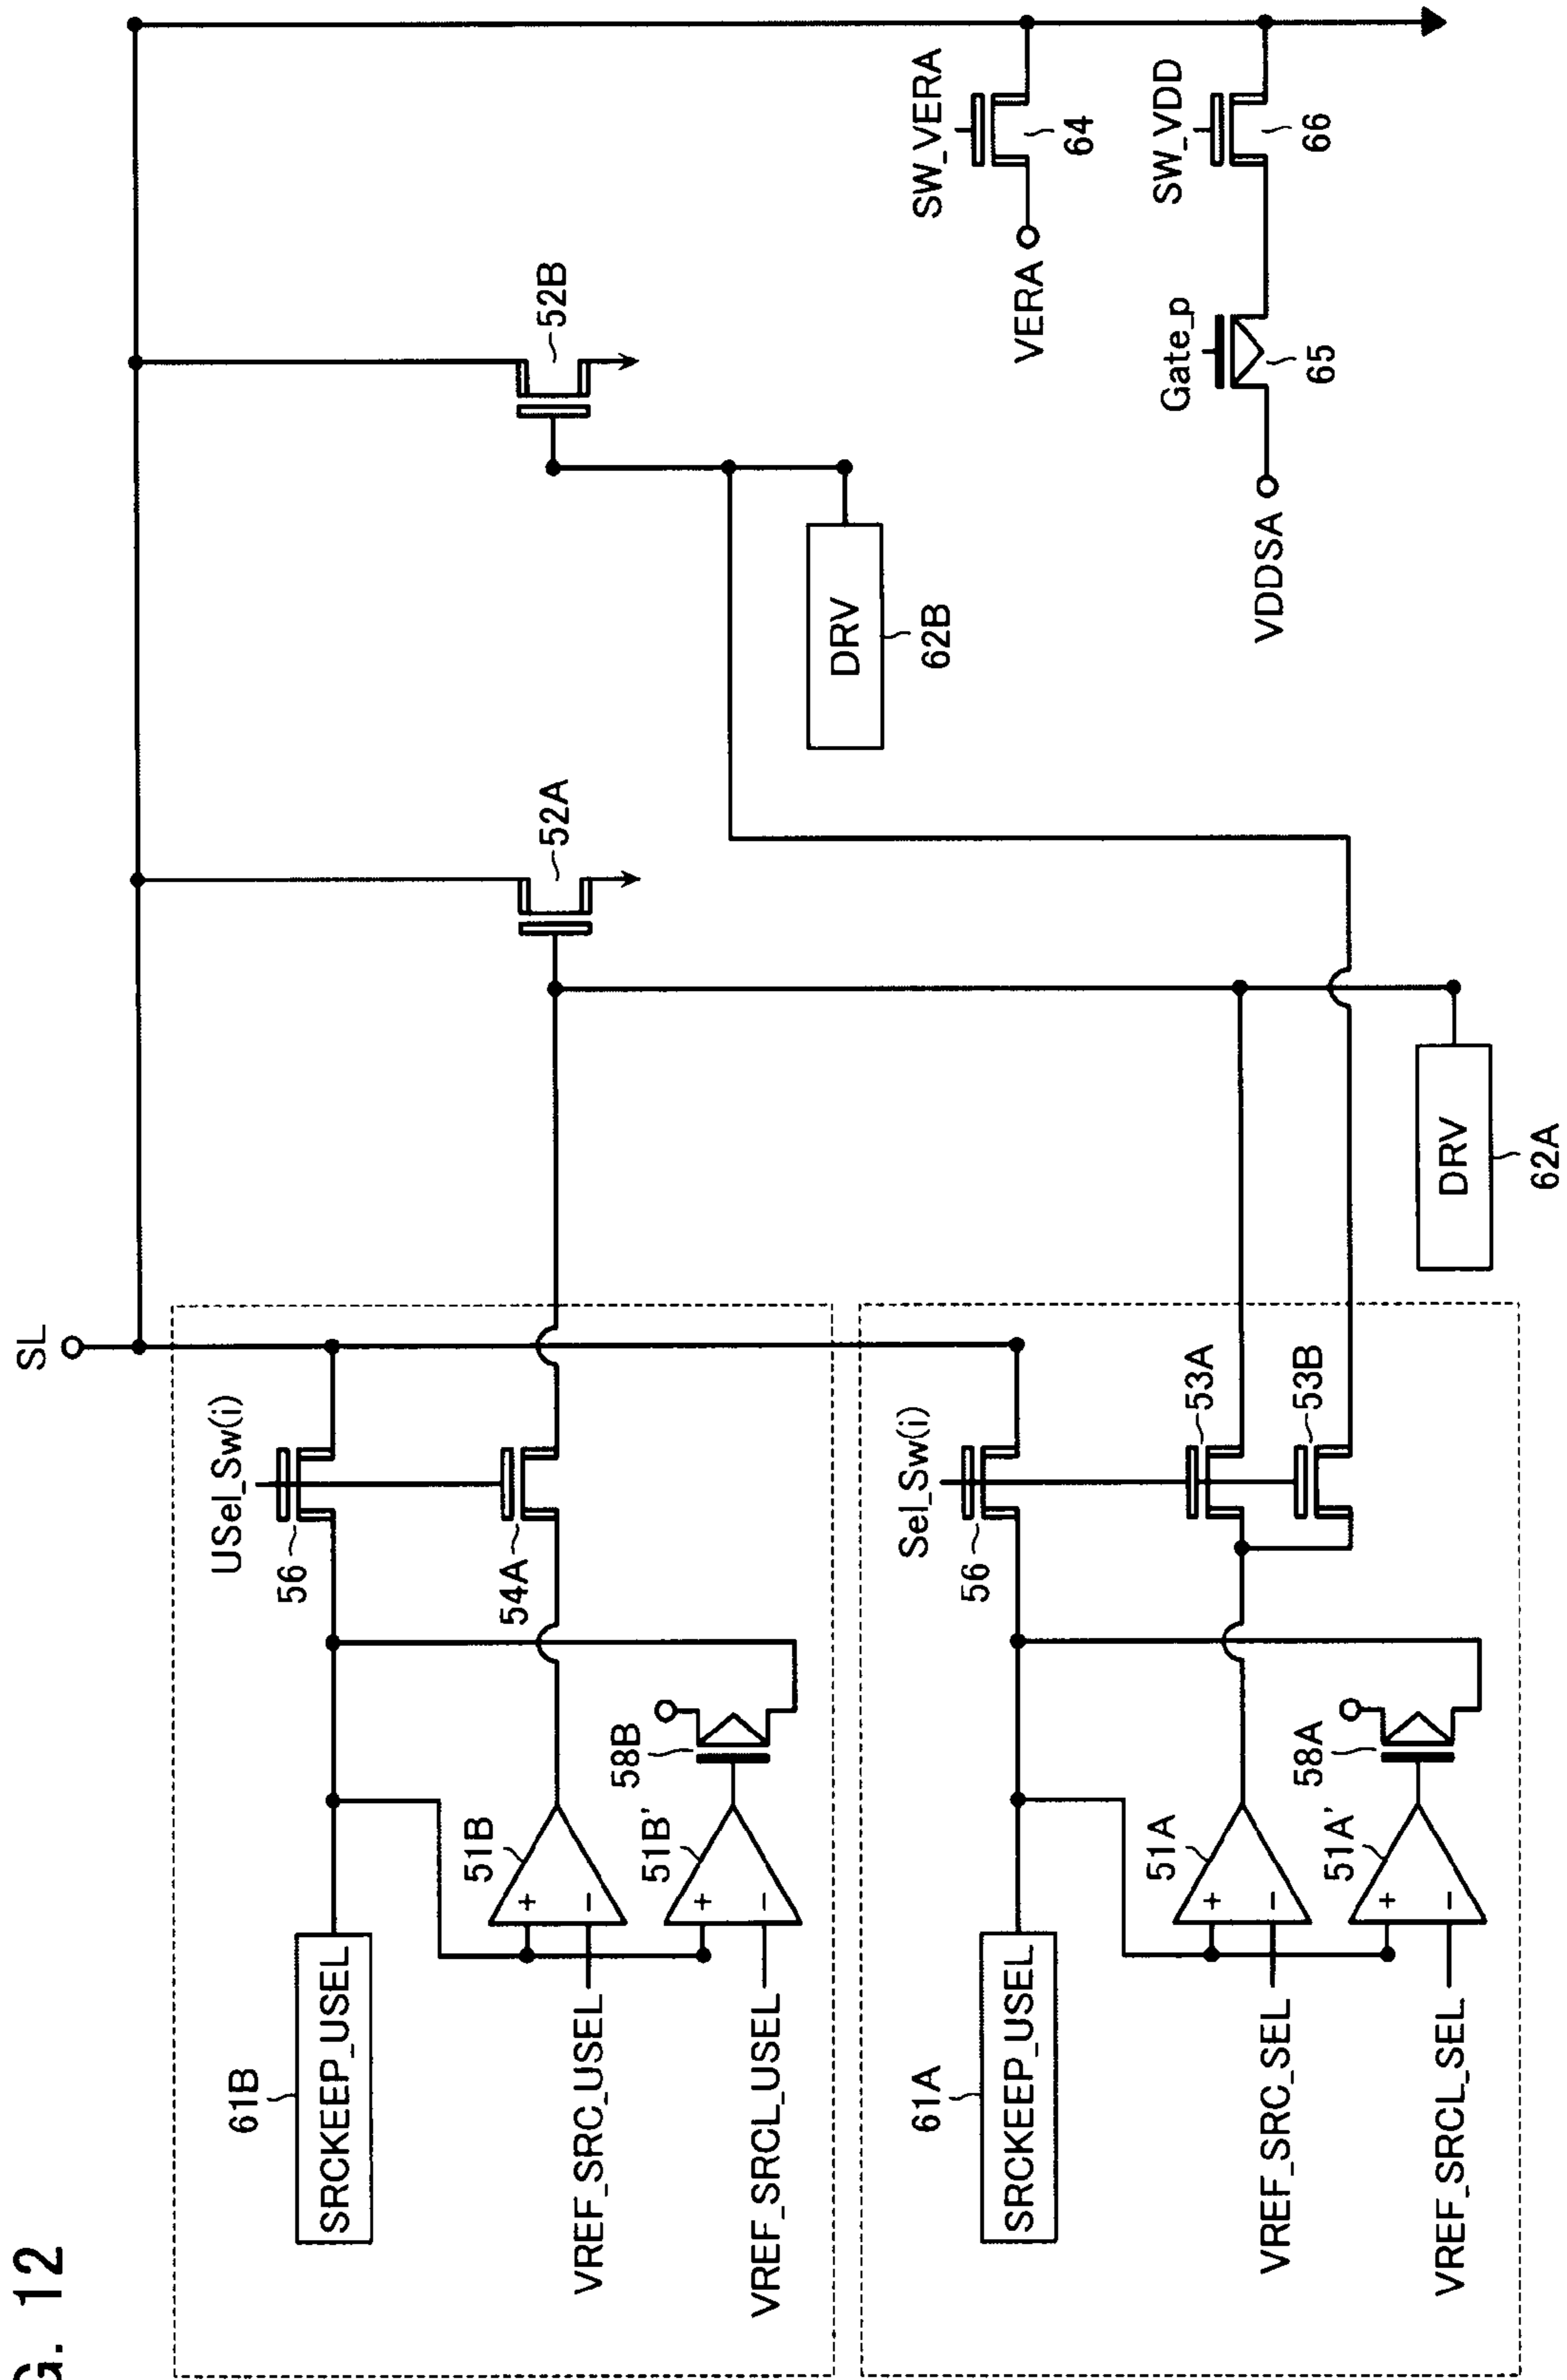 G. 12
SL
USel_Sw(i)
56
54A
61B
SRCKEEP_USEL
51B
51B'
58B
VREF_SRC_USEL
VREF_SRCL_USEL
+
−
+
−
Sel_Sw(i)
56
53A
53B
61A
SRCKEEP_USEL
51A
51A'
58A
VREF_SRC_SEL
VREF_SRCL_SEL
+
−
+
−
52A
52B
DRV
62B
DRV
62A
SW_VERA
64
VERA
SW_VDD
66
Gate_p
65
VDDSA